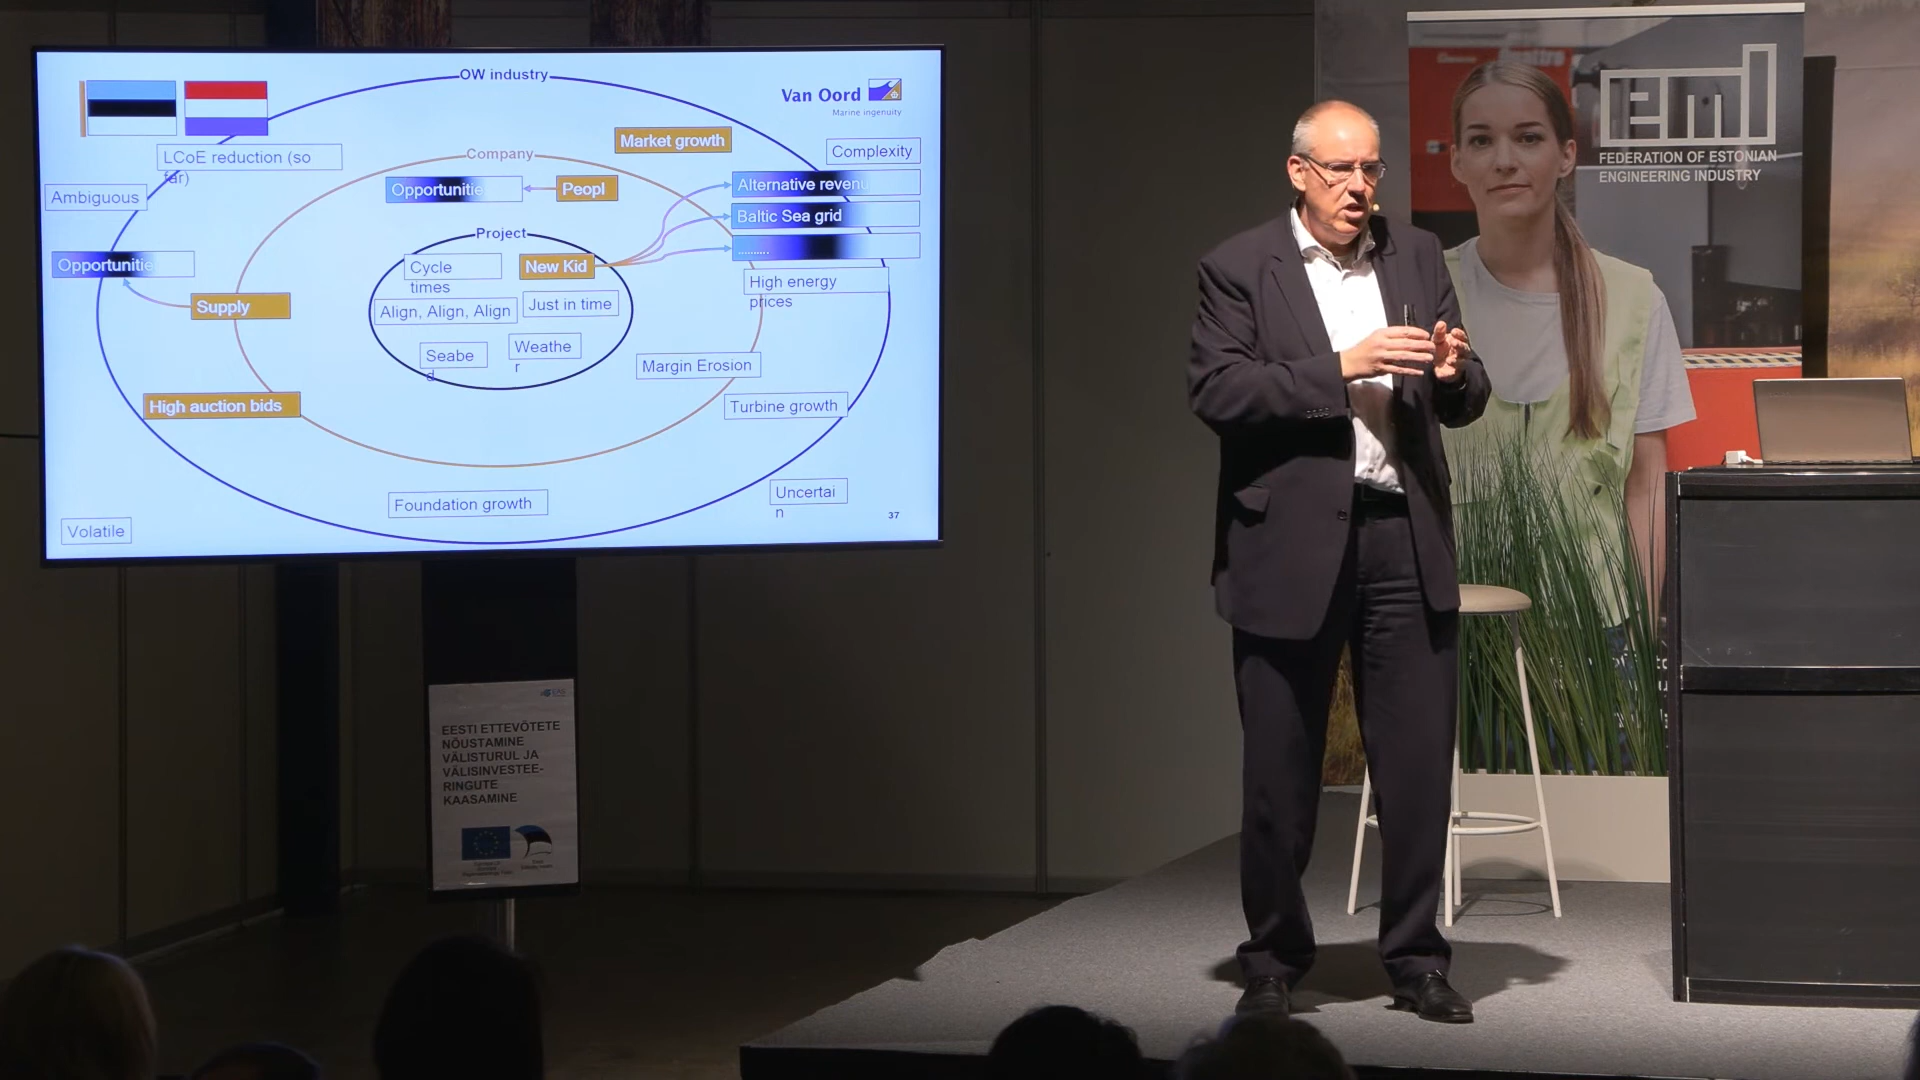 OW industry
Van Oord
Marine ingenuity
LCoE reduction (so
far)
Company
Market growth
Complexity
Ambiguous
Opportunitie
Peopl
Alternative revenu
Baltic Sea grid
..........
Project
Opportunitie
Cycle
times
New Kid
High energy
prices
Supply
Align, Align, Align
Just in time
Seabe
d
Weathe
r
Margin Erosion
High auction bids
Turbine growth
Foundation growth
Uncertai
n
Volatile
37
eml
FEDERATION OF ESTONIAN
ENGINEERING INDUSTRY
EESTI ETTEVÕTETE
NÕUSTAMINE
VÄLISTURUL JA
VÄLISINVESTEE-
RINGUTE
KAASAMINE